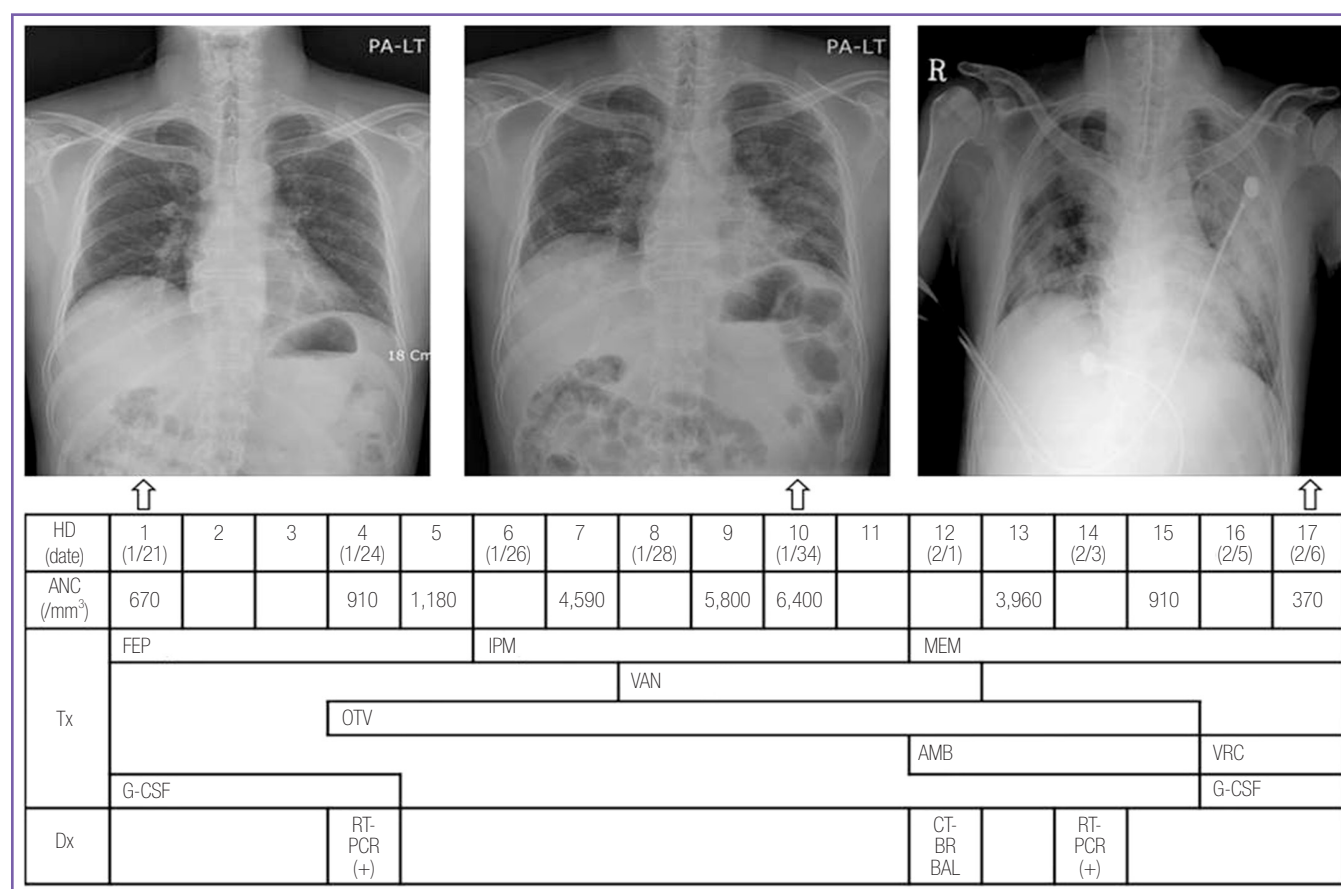 PA-LT
18 Cm
PA-LT
R
HD (date) 1 (1/21) 2 3 4 (1/24) 5 6 (1/26) 7 8 (1/28) 9 10 (1/34) 11 12 (2/1) 13 14 (2/3) 15 16 (2/5) 17 (2/6)
ANC (/mm³) 670 910 1,180 4,590 5,800 6,400 3,960 910 370
Tx
FEP IPM MEM
VAN
OTV
AMB VRC
G-CSF G-CSF
Dx RT-PCR (+) CT-BR BAL RT-PCR (+)